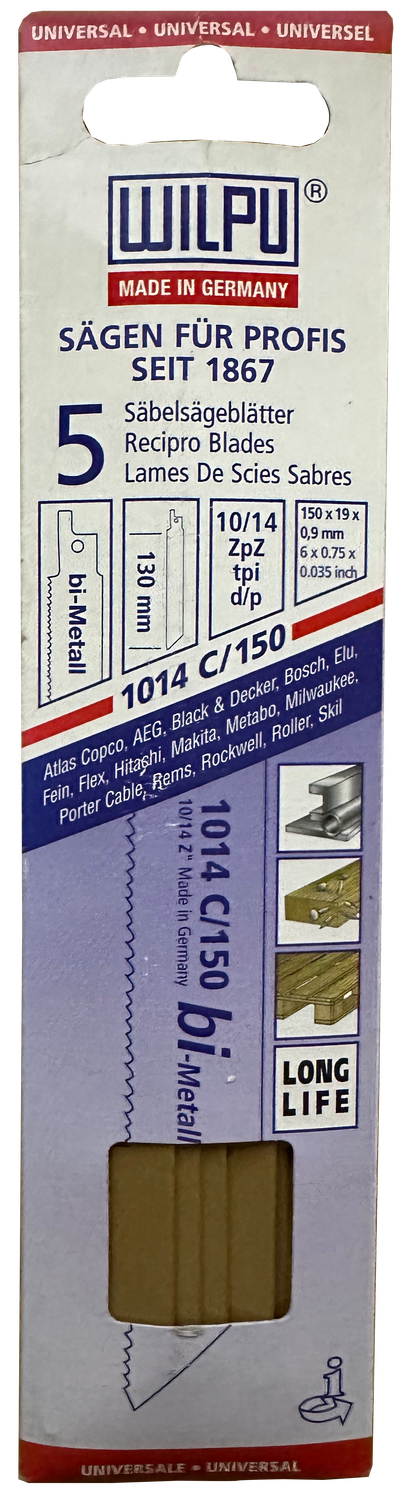 UNIVERSAL • UNIVERSAL • UNIVERSEL
WILPU®
MADE IN GERMANY
SÄGEN FÜR PROFIS
SEIT 1867
5
Säbelsägeblätter
Recipro Blades
Lames De Scies Sabres
bi-Metall
130 mm
10/14
ZpZ
tpi
d/p
150 x 19 x
0,9 mm
6 x 0.75 x
0.035 inch
1014 C/150
Atlas Copco, AEG, Black & Decker, Bosch, Elu,
Fein, Flex, Hitachi, Makita, Metabo, Milwaukee,
Porter Cable, Rems, Rockwell, Roller, Skil
1014 C/150 bi-Metall
10/14 Z" Made in Germany
LONG
LIFE
i
UNIVERSALE • UNIVERSAL